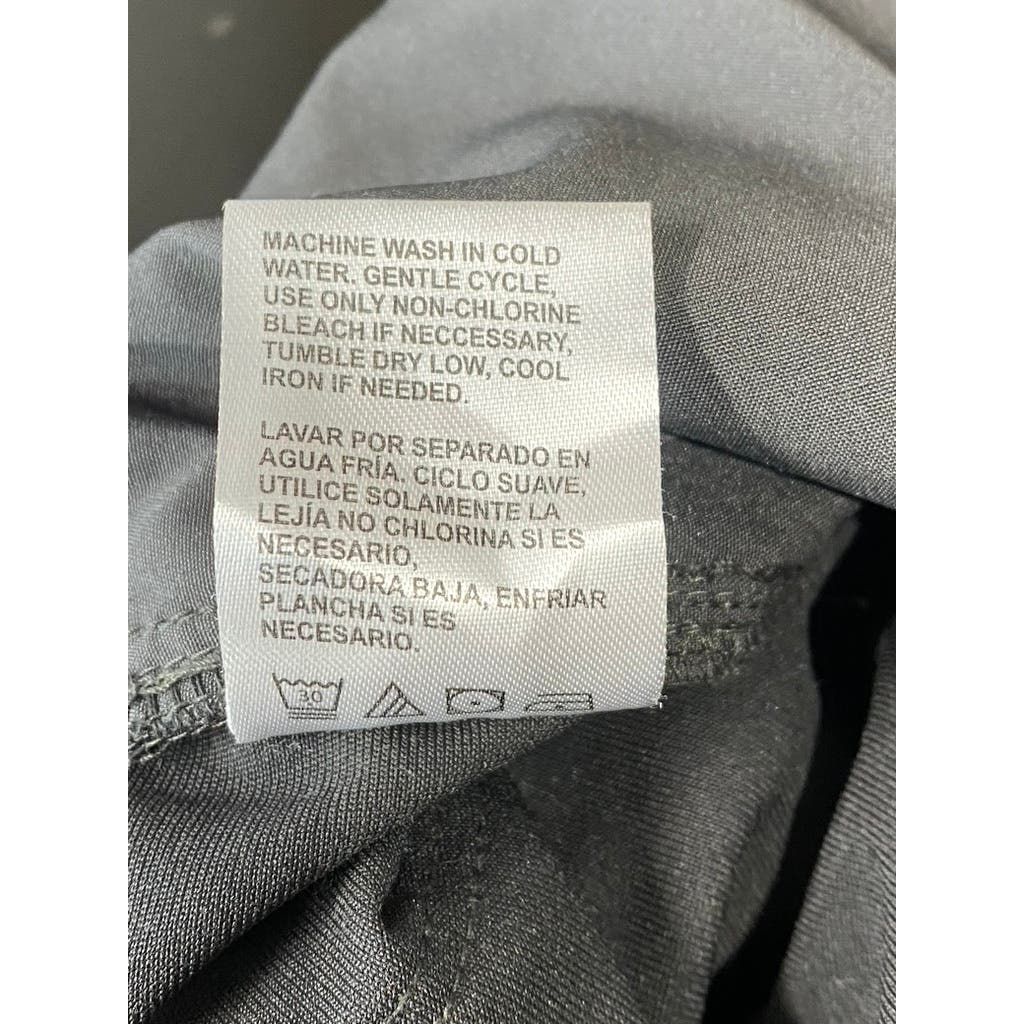 MACHINE WASH IN COLD
WATER. GENTLE CYCLE,
USE ONLY NON-CHLORINE
BLEACH IF NECCESSARY,
TUMBLE DRY LOW, COOL
IRON IF NEEDED.
LAVAR POR SEPARADO EN
AGUA FRÍA. CICLO SUAVE,
UTILICE SOLAMENTE LA
LEJÍA NO CHLORINA SI ES
NECESARIO,
SECADORA BAJA, ENFRIAR
PLANCHA SI ES
NECESARIO.
30